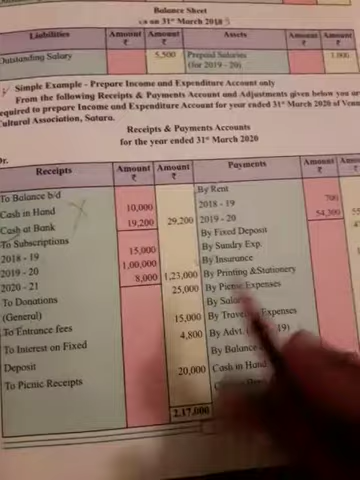 Balance Sheet
as on 31st March 2018
Liabilities Amount ₹ Amount ₹ Assets Amount ₹ Amount ₹
Outstanding Salary 5,500 Prepaid Salaries 1,000
(for 2019 - 20)
Simple Example - Prepare Income and Expenditure Account only
From the following Receipts & Payments Account and Adjustments given below you are
required to prepare Income and Expenditure Account for year ended 31st March 2020 of
Cultural Association, Satara.
Receipts & Payments Accounts
for the year ended 31st March 2020
Dr.
Receipts Amount ₹ Amount ₹ Payments Amount ₹
To Balance b/d By Rent
Cash in Hand 10,000 2018 - 19 700
Cash at Bank 19,200 29,200 2019 - 20 54,300
To Subscriptions By Fixed Deposit
2018 - 19 15,000 By Sundry Exp.
2019 - 20 1,00,000 By Insurance
2020 - 21 8,000 1,23,000 By Printing &Stationery
To Donations 25,000 By Picnic Expenses
(General) By
To Entrance fees 15,000 By Expenses
To Interest on Fixed 4,800 By Advt. 19)
Deposit By Balance
To Picnic Receipts 20,000 Cash in Hand
2,17,000